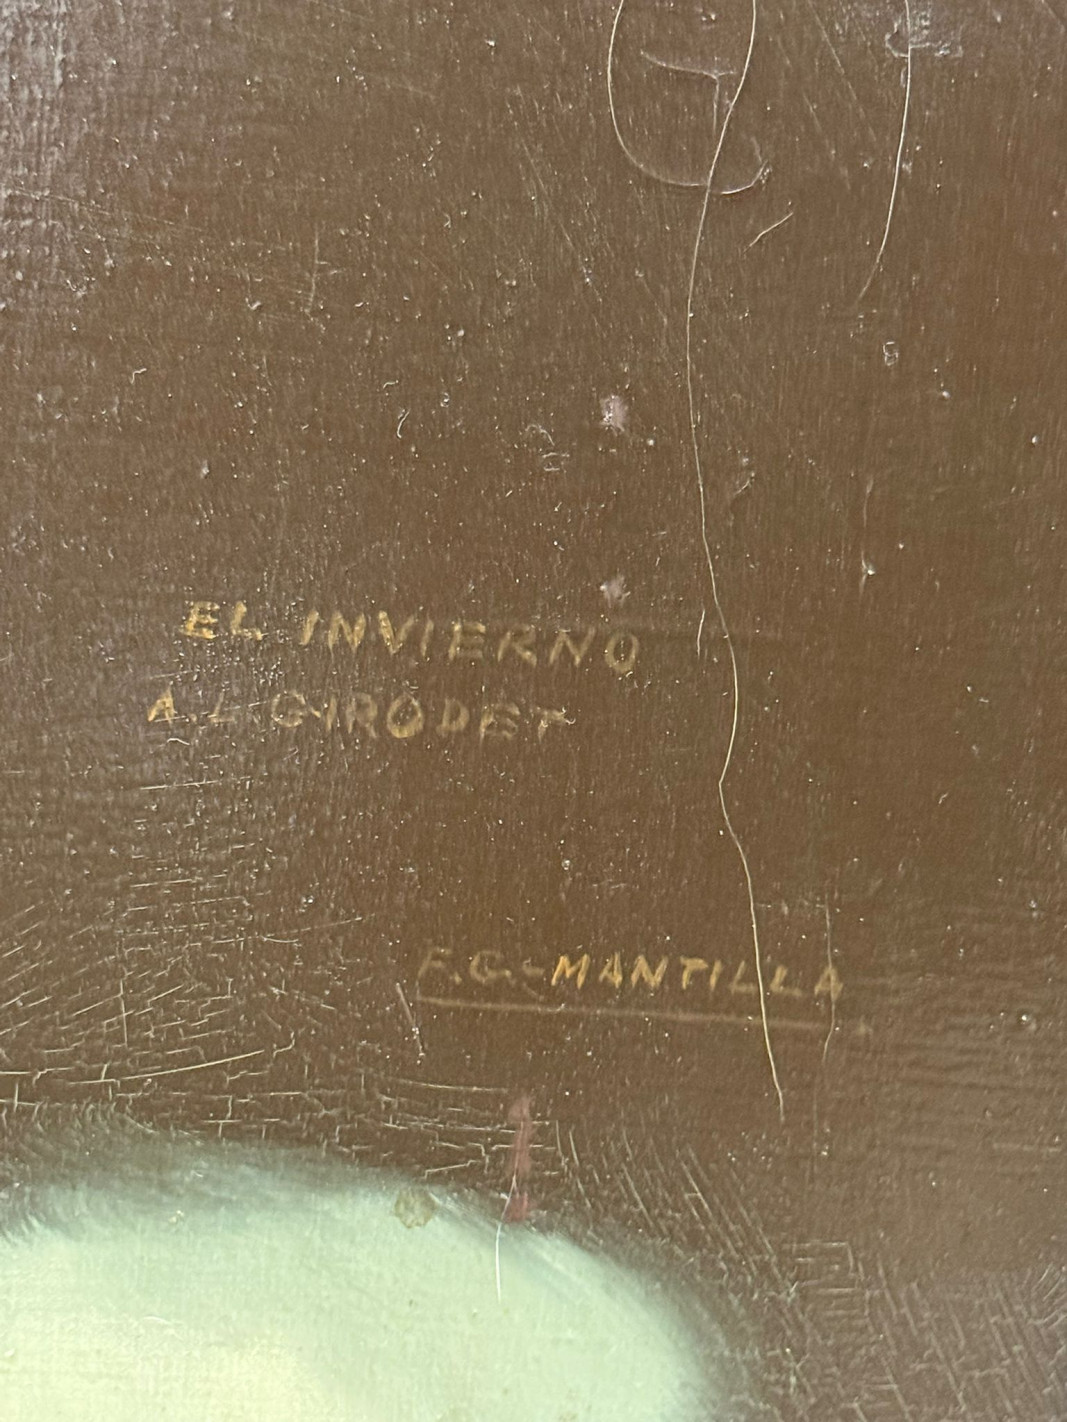 EL INVIERNO
A. L. GIRODET
F. G.-MANTILLA